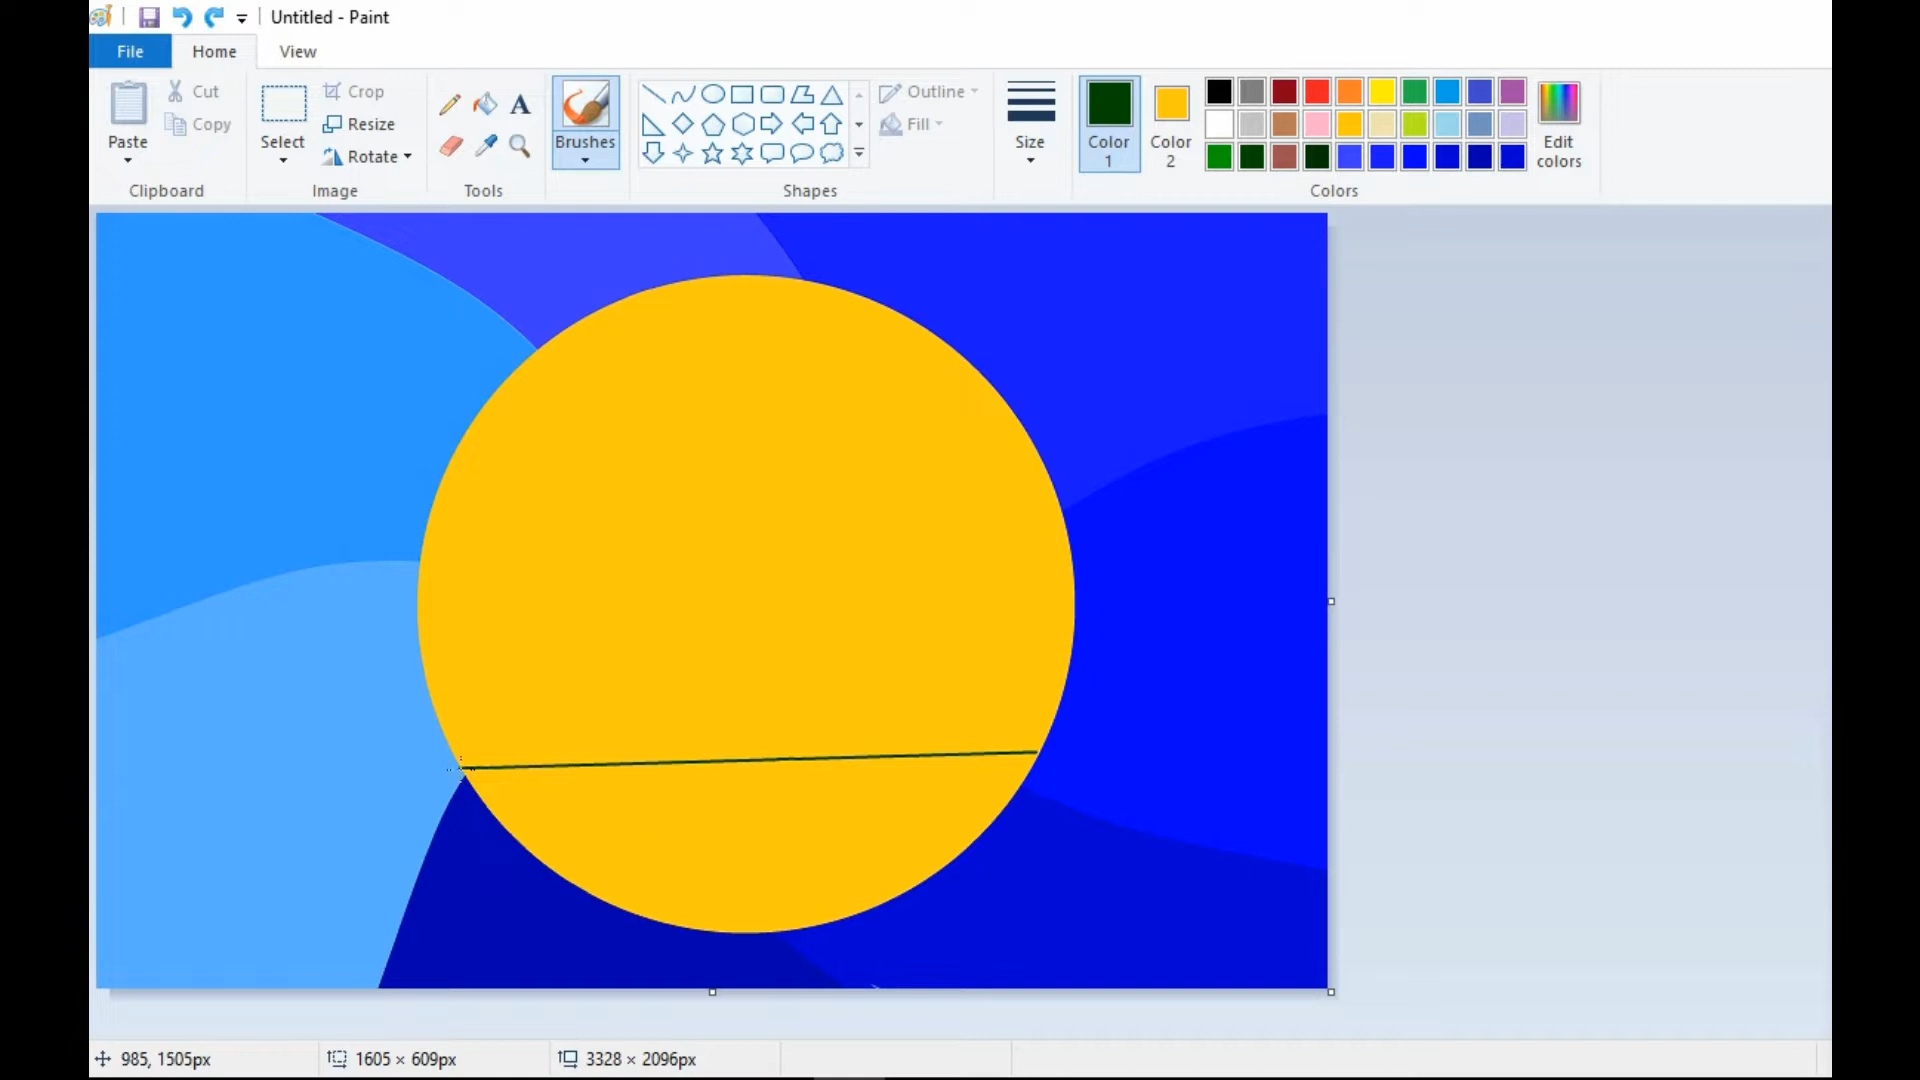 Untitled - Paint
File Home View
Paste
Cut
Copy
Clipboard
Select
Crop
Resize
Rotate
Image
A
Tools
Brushes
Outline
Fill
Shapes
Size
Color 1
Color 2
Edit colors
Colors
985, 1505px
1605 × 609px
3328 × 2096px